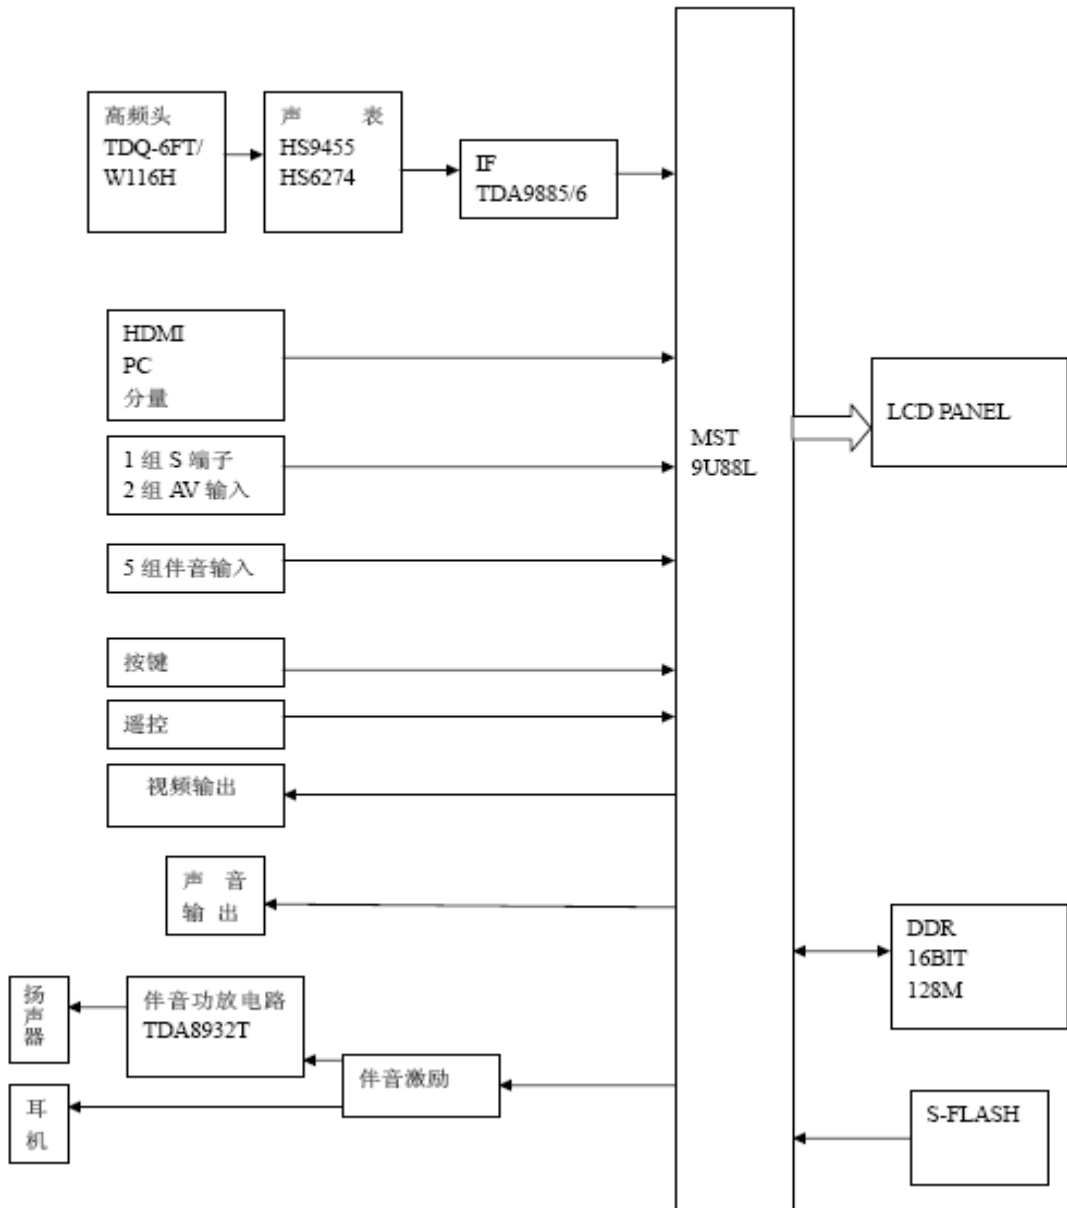 高频头
TDQ-6FT/
W116H
声 表
HS9455
HS6274
IF
TDA9885/6
HDMI
PC
分量
1 组 S 端子
2 组 AV 输入
5 组伴音输入
按键
遥控
视频输出
声 音
输 出
伴音功放电路
TDA8932T
扬
声
器
伴音激励
耳
机
MST
9U88L
LCD PANEL
DDR
16BIT
128M
S-FLASH